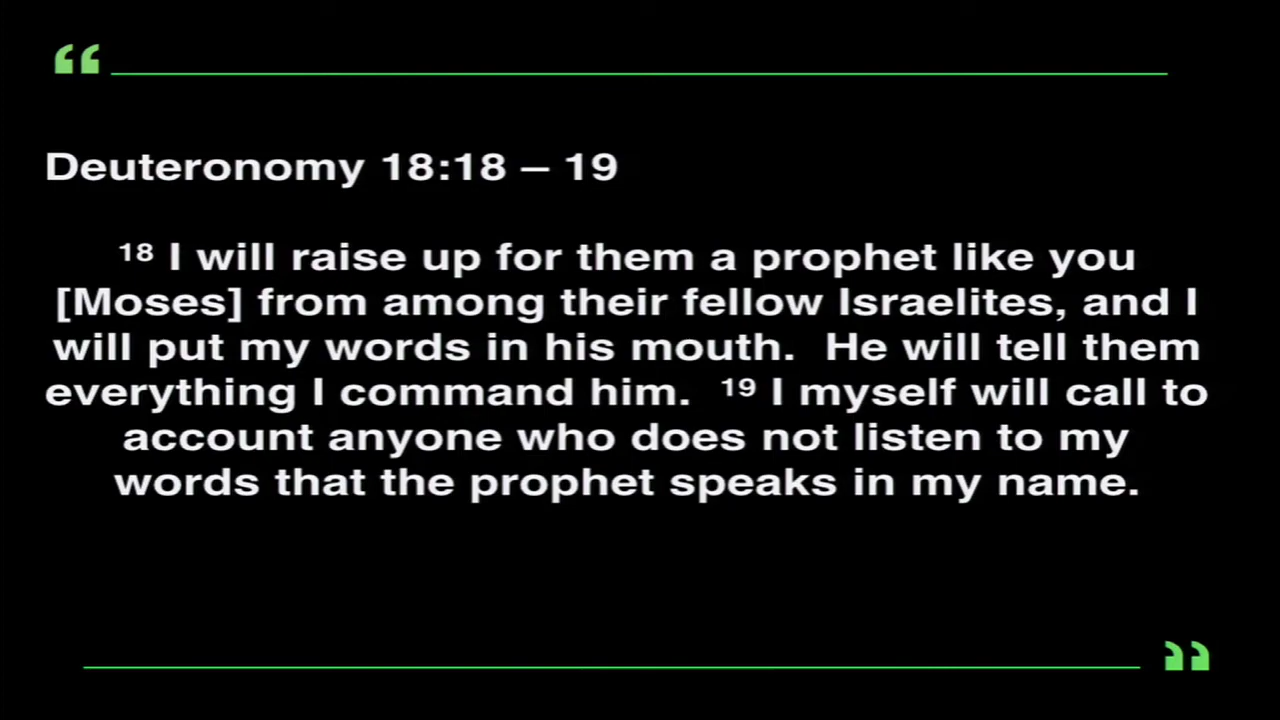 “
Deuteronomy 18:18 – 19
18 I will raise up for them a prophet like you
[Moses] from among their fellow Israelites, and I
will put my words in his mouth.  He will tell them
everything I command him.  19 I myself will call to
account anyone who does not listen to my
words that the prophet speaks in my name.
”